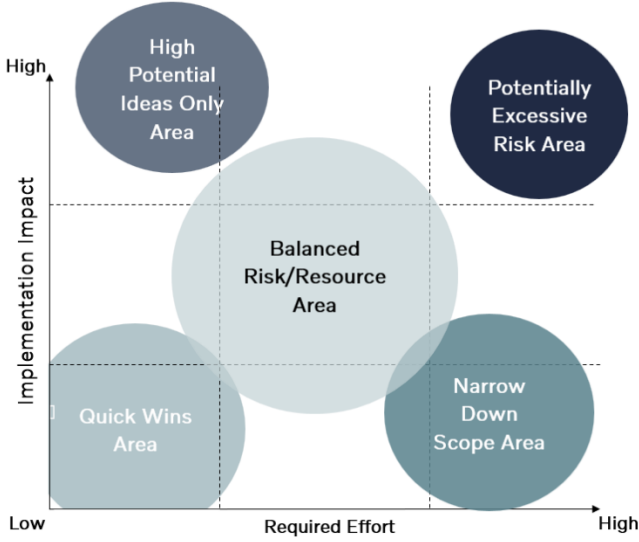 High
Potential
Ideas Only
Area
High
Potentially
Excessive
Risk Area
Implementation Impact
Balanced
Risk/Resource
Area
Quick Wins
Area
Narrow
Down
Scope Area
Low
Required Effort
High